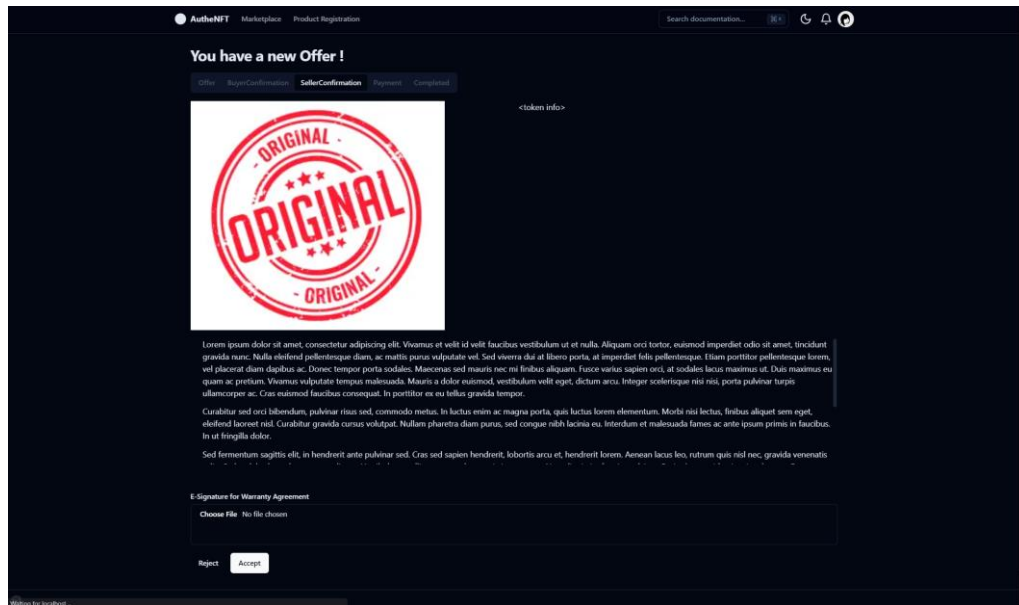 AutheNFT Marketplace Product Registration Search documentation...
You have a new Offer !
Offer BuyerConfirmation SellerConfirmation Payment Completed
<token info>
- ORIGINAL -
ORIGINAL
- ORIGINAL -
Lorem ipsum dolor sit amet, consectetur adipiscing elit. Vivamus et velit id velit faucibus vestibulum ut et nulla. Aliquam orci tortor, euismod imperdiet odio sit amet, tincidunt
gravida nunc. Nulla eleifend pellentesque diam, ac mattis purus vulputate vel. Sed viverra dui at libero porta, at imperdiet felis pellentesque. Etiam porttitor pellentesque lorem,
vel placerat diam dapibus ac. Donec tempor porta sodales. Maecenas sed mauris nec mi finibus aliquam. Fusce varius sapien orci, at sodales lacus maximus ut. Duis maximus eu
quam ac pretium. Vivamus vulputate tempus malesuada. Mauris a dolor euismod, vestibulum velit eget, dictum arcu. Integer scelerisque nisi nisi, porta pulvinar turpis
ullamcorper ac. Cras euismod faucibus consequat. In porttitor ex eu tellus gravida tempor.
Curabitur sed orci bibendum, pulvinar risus sed, commodo metus. In luctus enim ac magna porta, quis luctus lorem elementum. Morbi nisi lectus, finibus aliquet sem eget,
eleifend laoreet nisl. Curabitur gravida cursus volutpat. Nullam pharetra diam purus, sed congue nibh lacinia eu. Interdum et malesuada fames ac ante ipsum primis in faucibus.
In ut fringilla dolor.
Sed fermentum sagittis elit, in hendrerit ante pulvinar sed. Cras sed sapien hendrerit, lobortis arcu et, hendrerit lorem. Aenean lacus leo, rutrum quis nisl nec, gravida venenatis
E-Signature for Warranty Agreement
Choose File No file chosen
Reject Accept
Waiting for localhost...